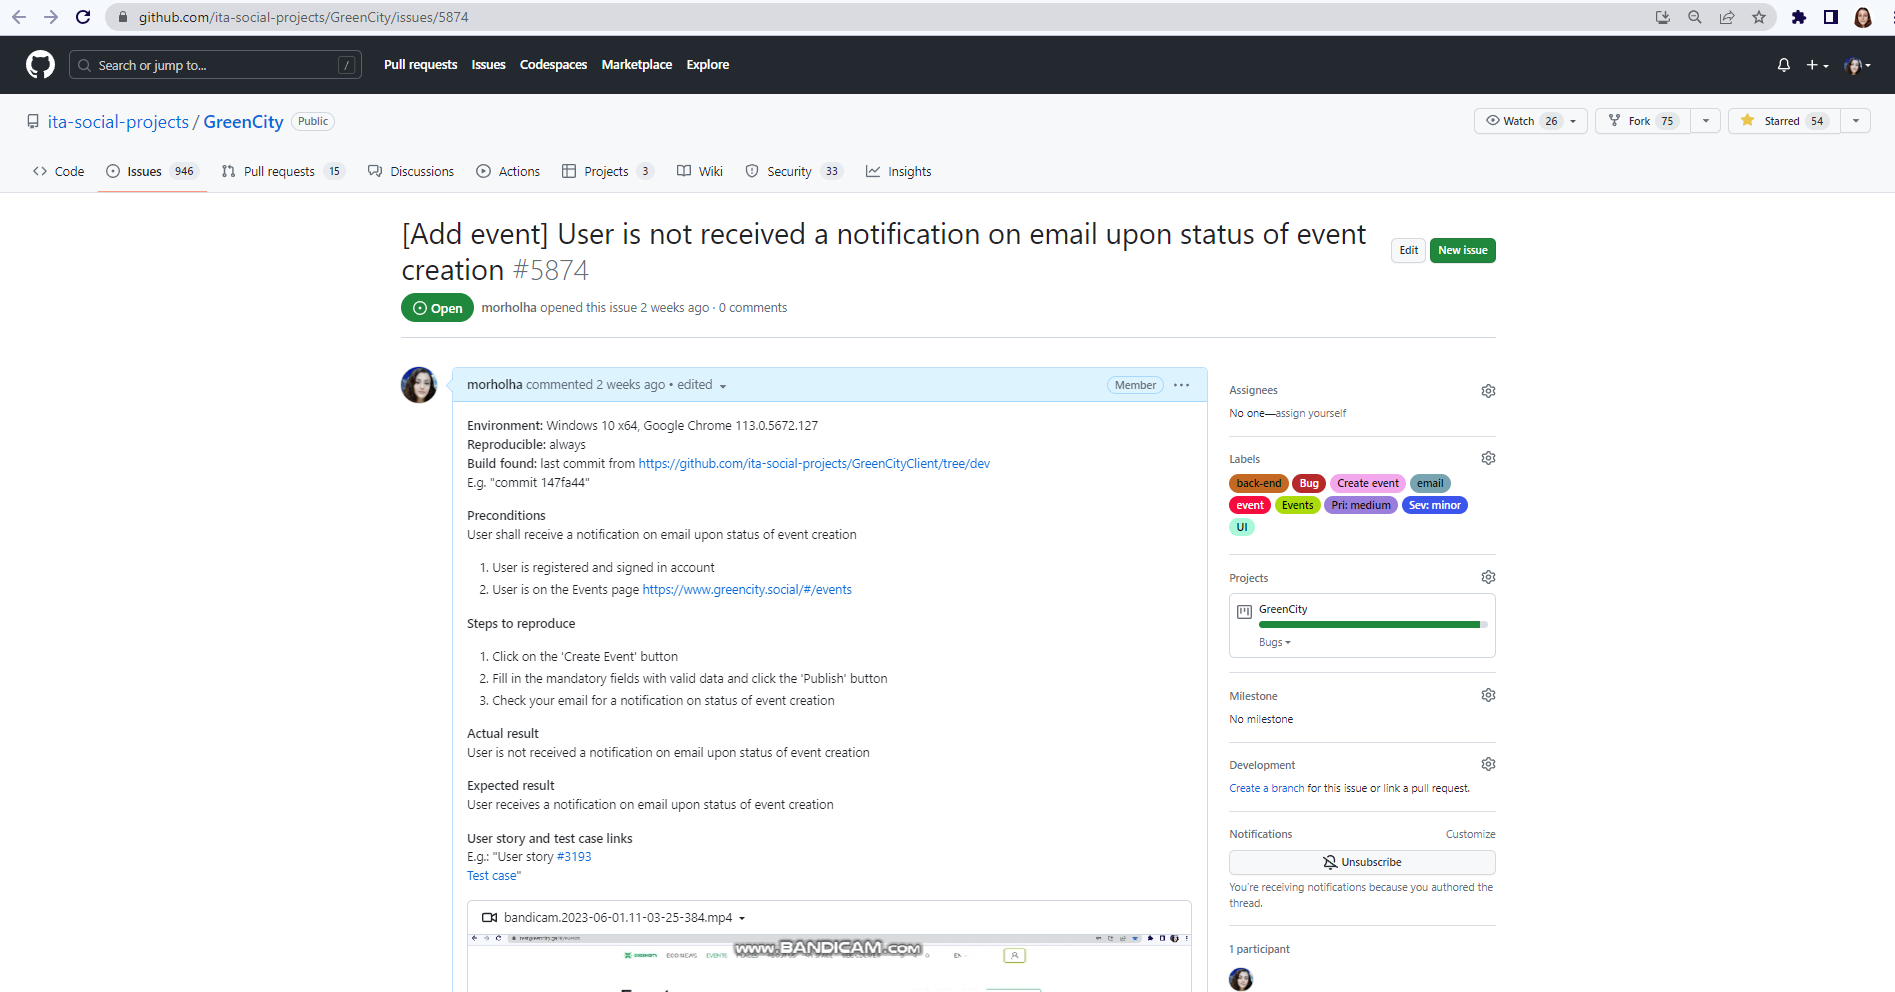 github.com/ita-social-projects/GreenCity/issues/5874
Search or jump to... /
Pull requests Issues Codespaces Marketplace Explore
ita-social-projects / GreenCity Public
Watch 26 Fork 75 Starred 54
Code Issues 946 Pull requests 15 Discussions Actions Projects 3 Wiki Security 33 Insights
[Add event] User is not received a notification on email upon status of event
creation #5874
Edit New issue
Open morholha opened this issue 2 weeks ago · 0 comments
morholha commented 2 weeks ago • edited Member
Environment: Windows 10 x64, Google Chrome 113.0.5672.127
Reproducible: always
Build found: last commit from https://github.com/ita-social-projects/GreenCityClient/tree/dev
E.g. "commit 147fa44"
Preconditions
User shall receive a notification on email upon status of event creation
1. User is registered and signed in account
2. User is on the Events page https://www.greencity.social/#/events
Steps to reproduce
1. Click on the 'Create Event' button
2. Fill in the mandatory fields with valid data and click the 'Publish' button
3. Check your email for a notification on status of event creation
Actual result
User is not received a notification on email upon status of event creation
Expected result
User receives a notification on email upon status of event creation
User story and test case links
E.g.: "User story #3193
Test case"
bandicam.2023-06-01.11-03-25-384.mp4
www.BANDICAM.com
ECO NEWS EVENTS
EN
Assignees
No one—assign yourself
Labels
back-end Bug Create event email
event Events Pri: medium Sev: minor
UI
Projects
GreenCity
Bugs
Milestone
No milestone
Development
Create a branch for this issue or link a pull request.
Notifications Customize
Unsubscribe
You're receiving notifications because you authored the
thread.
1 participant